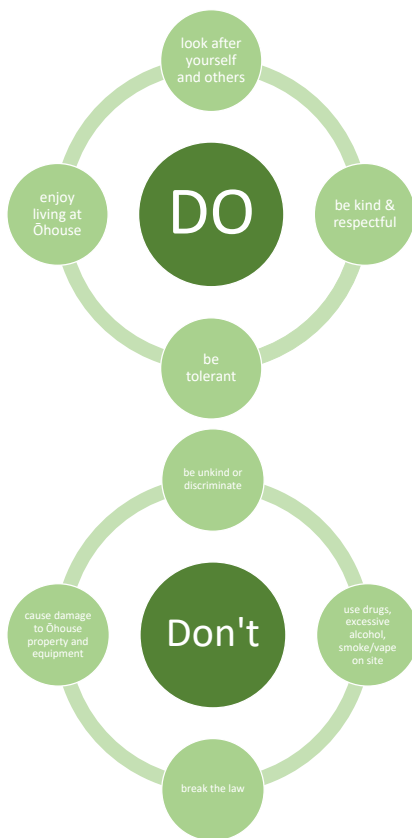 look after
yourself
and others
enjoy
living at
Ōhouse
DO
be kind &
respectful
be
tolerant
be unkind or
discriminate
cause damage
to Ōhouse
property and
equipment
Don't
use drugs,
excessive
alcohol,
smoke/vape
on site
break the law